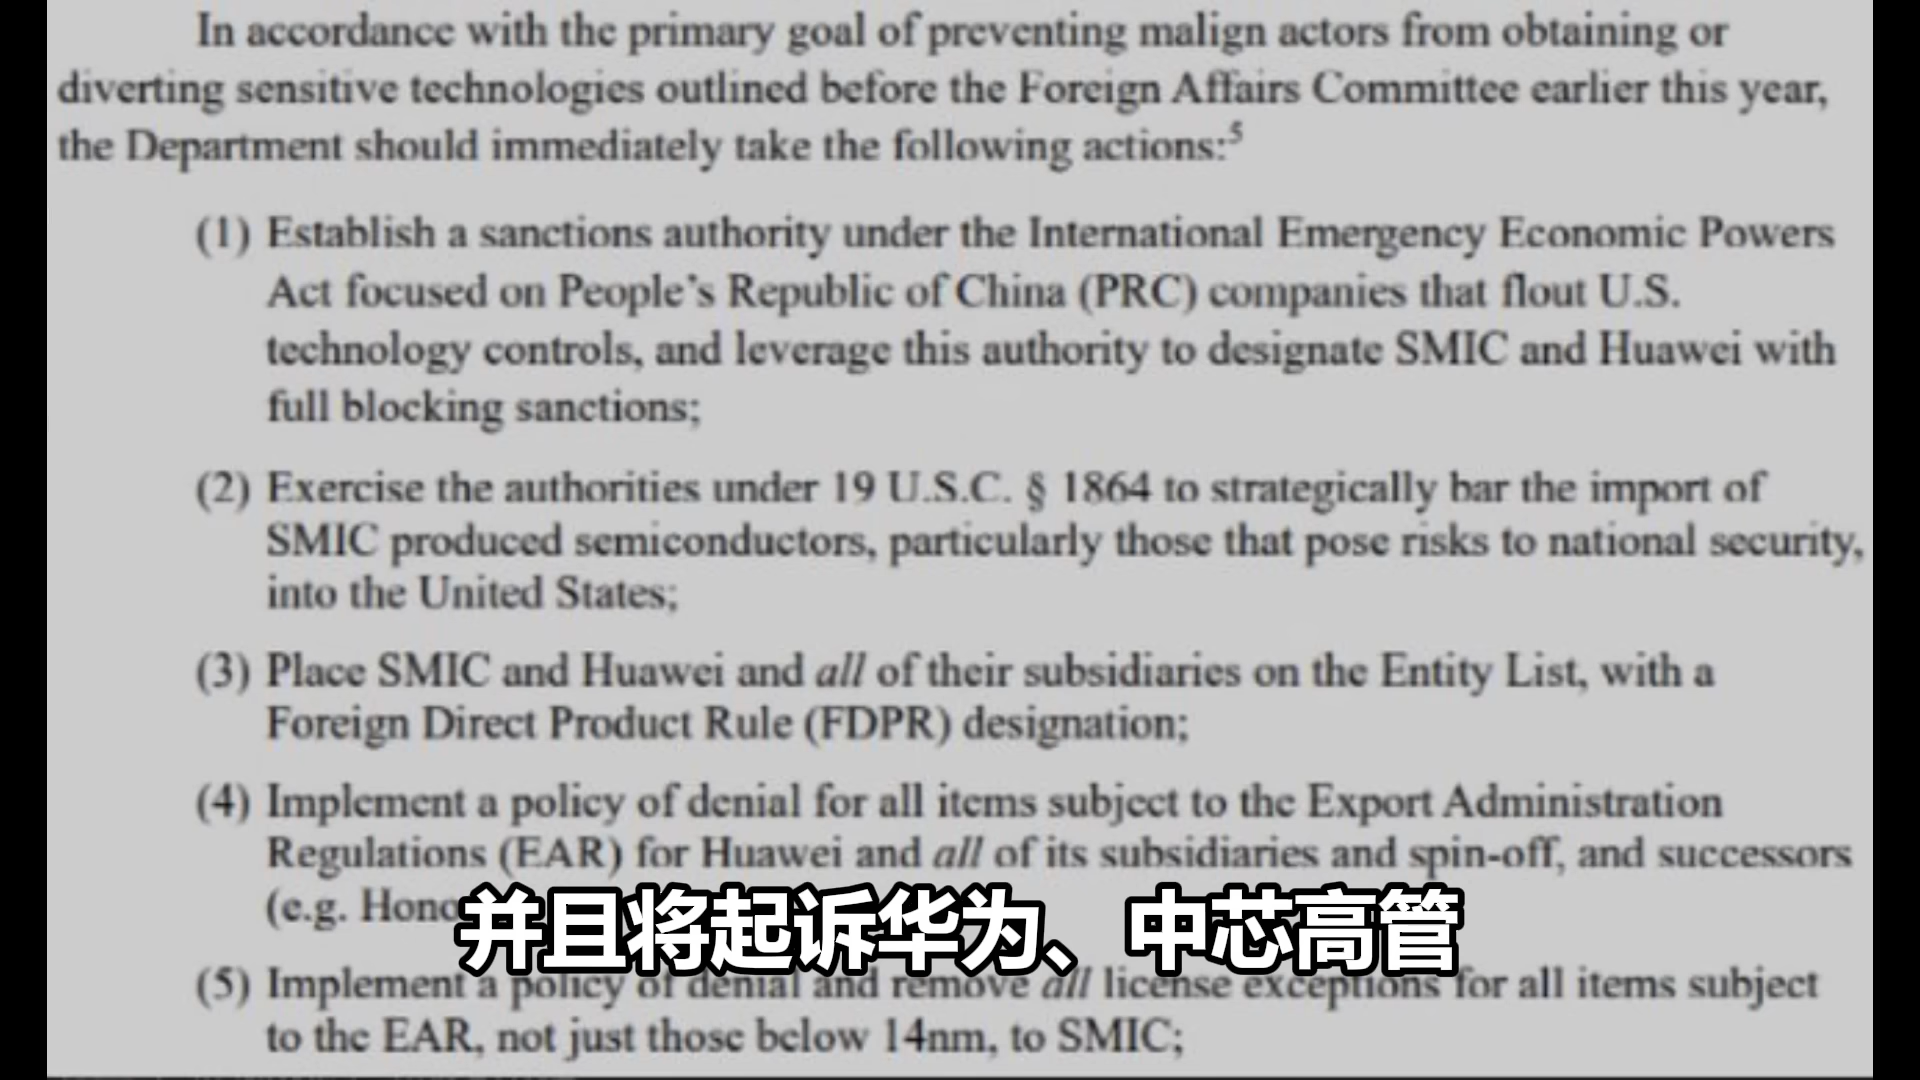 In accordance with the primary goal of preventing malign actors from obtaining or
diverting sensitive technologies outlined before the Foreign Affairs Committee earlier this year,
the Department should immediately take the following actions:5
(1) Establish a sanctions authority under the International Emergency Economic Powers
Act focused on People's Republic of China (PRC) companies that flout U.S.
technology controls, and leverage this authority to designate SMIC and Huawei with
full blocking sanctions;
(2) Exercise the authorities under 19 U.S.C. § 1864 to strategically bar the import of
SMIC produced semiconductors, particularly those that pose risks to national security,
into the United States;
(3) Place SMIC and Huawei and all of their subsidiaries on the Entity List, with a
Foreign Direct Product Rule (FDPR) designation;
(4) Implement a policy of denial for all items subject to the Export Administration
Regulations (EAR) for Huawei and all of its subsidiaries and spin-off, and successors
(e.g.
并且将起诉华为、中芯高管
(5) Implement a policy of denial and remove all license exceptions for all items subject
to the EAR, not just those below 14nm, to SMIC;